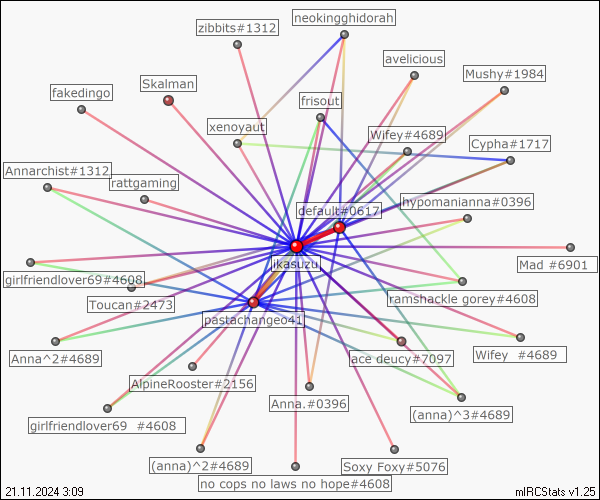 neokingghidorah
zibbits#1312
avelicious
Mushy#1984
Skalman
fakedingo
frisout
xenoyaut
Wifey#4689
Cypha#1717
Annarchist#1312
rattgaming
hypomanianna#0396
default#0617
ikasuzu
Mad #6901
girlfriendlover69#4608
Toucan#2473
ramshackle gorey#4608
pastachangeo41
Anna^2#4689
ace deucy#7097
Wifey #4689
AlpineRooster#2156
Anna.#0396
(anna)^3#4689
girlfriendlover69 #4608
(anna)^2#4689
Soxy Foxy#5076
no cops no laws no hope#4608
21.11.2024 3:09
mIRCStats v1.25